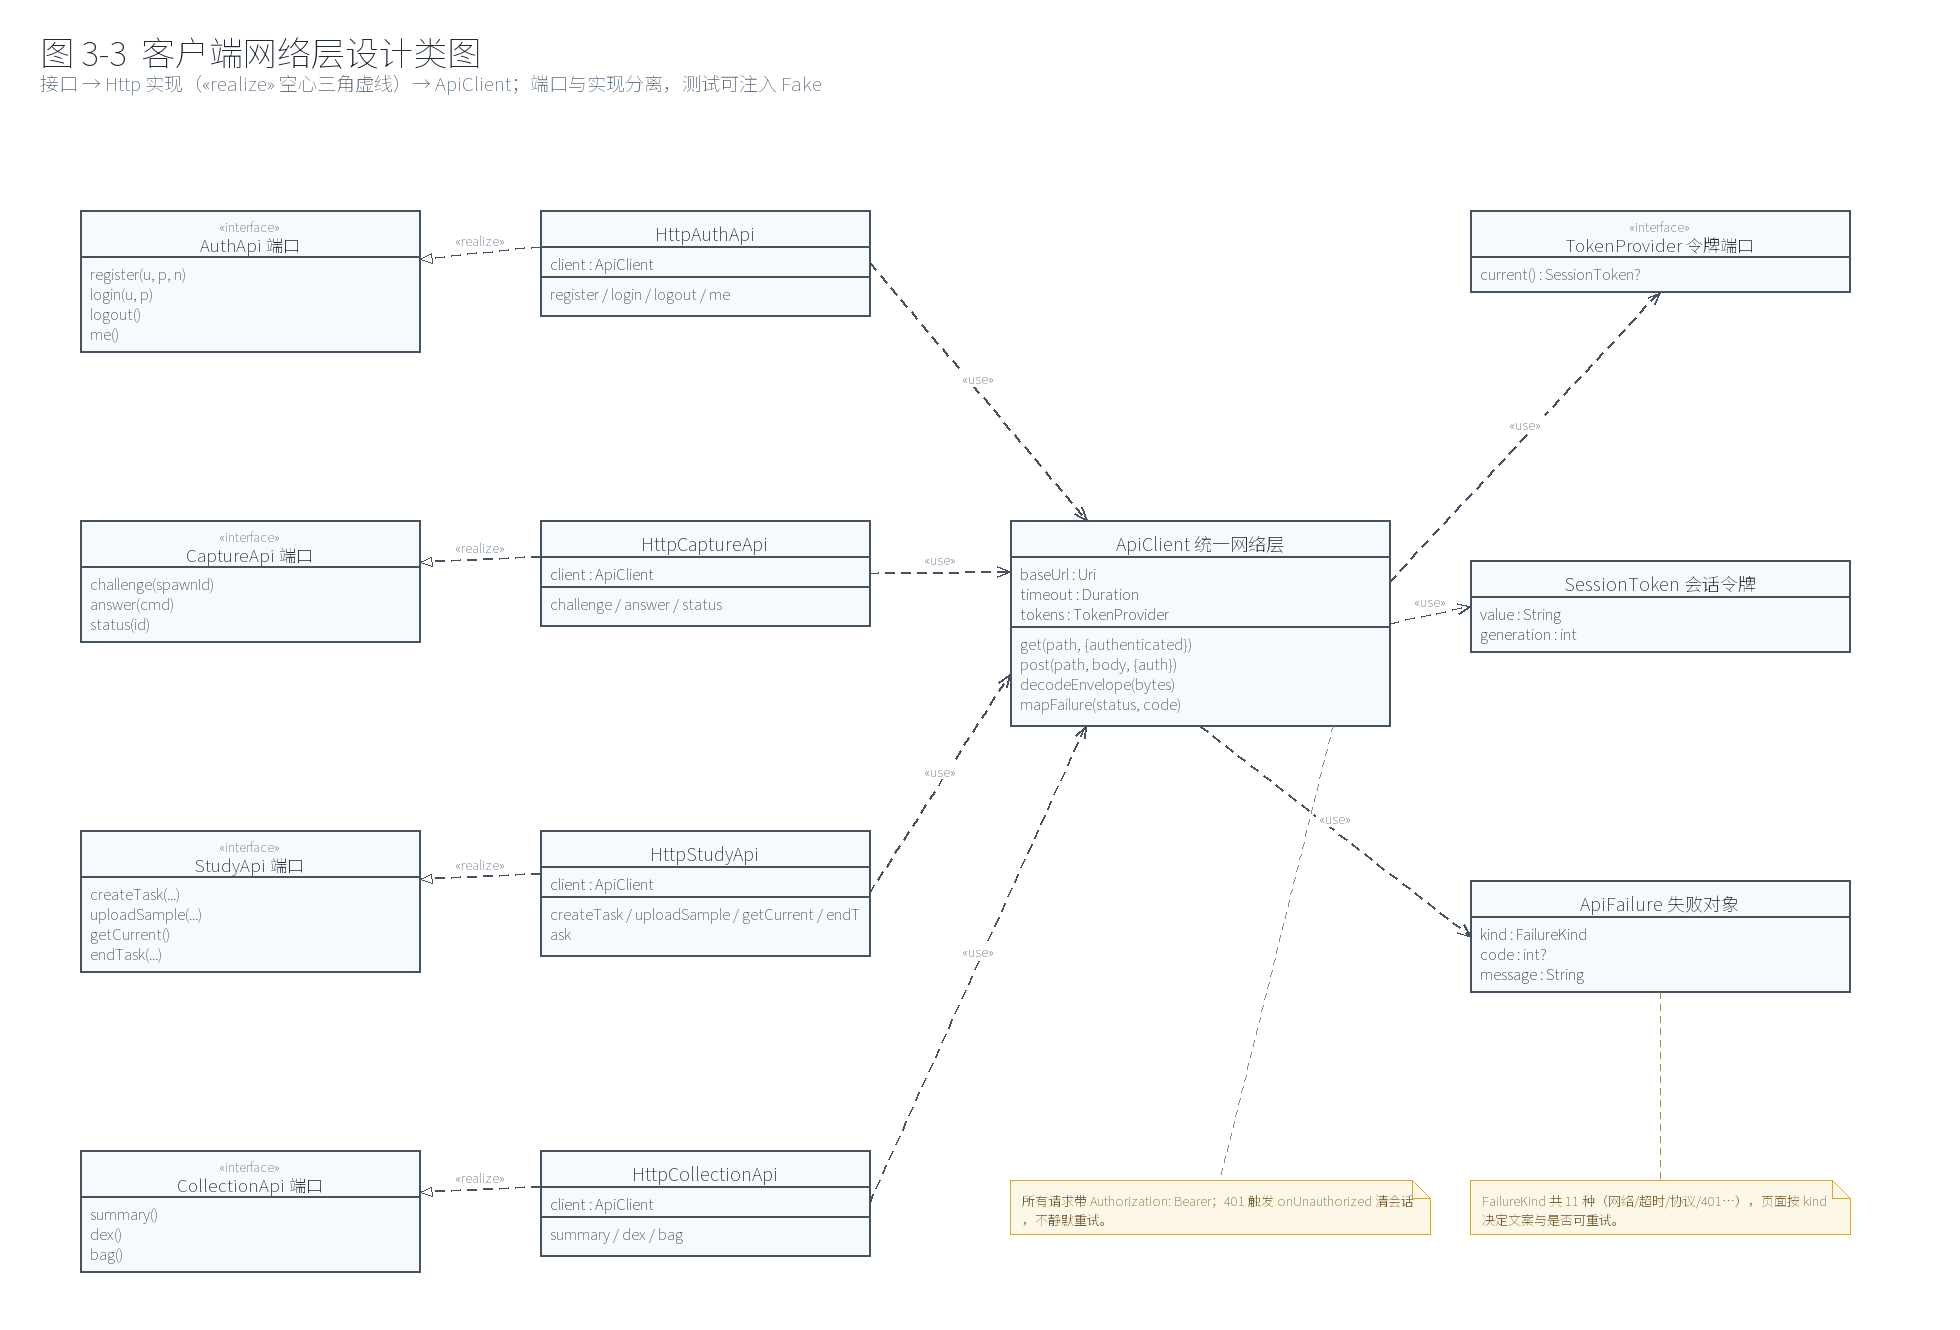 图 3-3 客户端网络层设计类图
接口 → Http 实现（«realize» 空心三角虚线）→ ApiClient；端口与实现分离，测试可注入 Fake
«interface»
AuthApi 端口
register(u, p, n)
login(u, p)
logout()
me()
«realize»
HttpAuthApi
client : ApiClient
register / login / logout / me
«use»
«interface»
TokenProvider 令牌端口
current() : SessionToken?
«use»
«interface»
CaptureApi 端口
challenge(spawnId)
answer(cmd)
status(id)
«realize»
HttpCaptureApi
client : ApiClient
challenge / answer / status
«use»
ApiClient 统一网络层
baseUrl : Uri
timeout : Duration
tokens : TokenProvider
get(path, {authenticated})
post(path, body, {auth})
decodeEnvelope(bytes)
mapFailure(status, code)
«use»
SessionToken 会话令牌
value : String
generation : int
«use»
«use»
«interface»
StudyApi 端口
createTask(...)
uploadSample(...)
getCurrent()
endTask(...)
«realize»
HttpStudyApi
client : ApiClient
createTask / uploadSample / getCurrent / endT
ask
«use»
ApiFailure 失败对象
kind : FailureKind
code : int?
message : String
«interface»
CollectionApi 端口
summary()
dex()
bag()
«realize»
HttpCollectionApi
client : ApiClient
summary / dex / bag
所有请求带 Authorization: Bearer；401 触发 onUnauthorized 清会话
，不静默重试。
FailureKind 共 11 种（网络/超时/协议/401…），页面按 kind
决定文案与是否可重试。